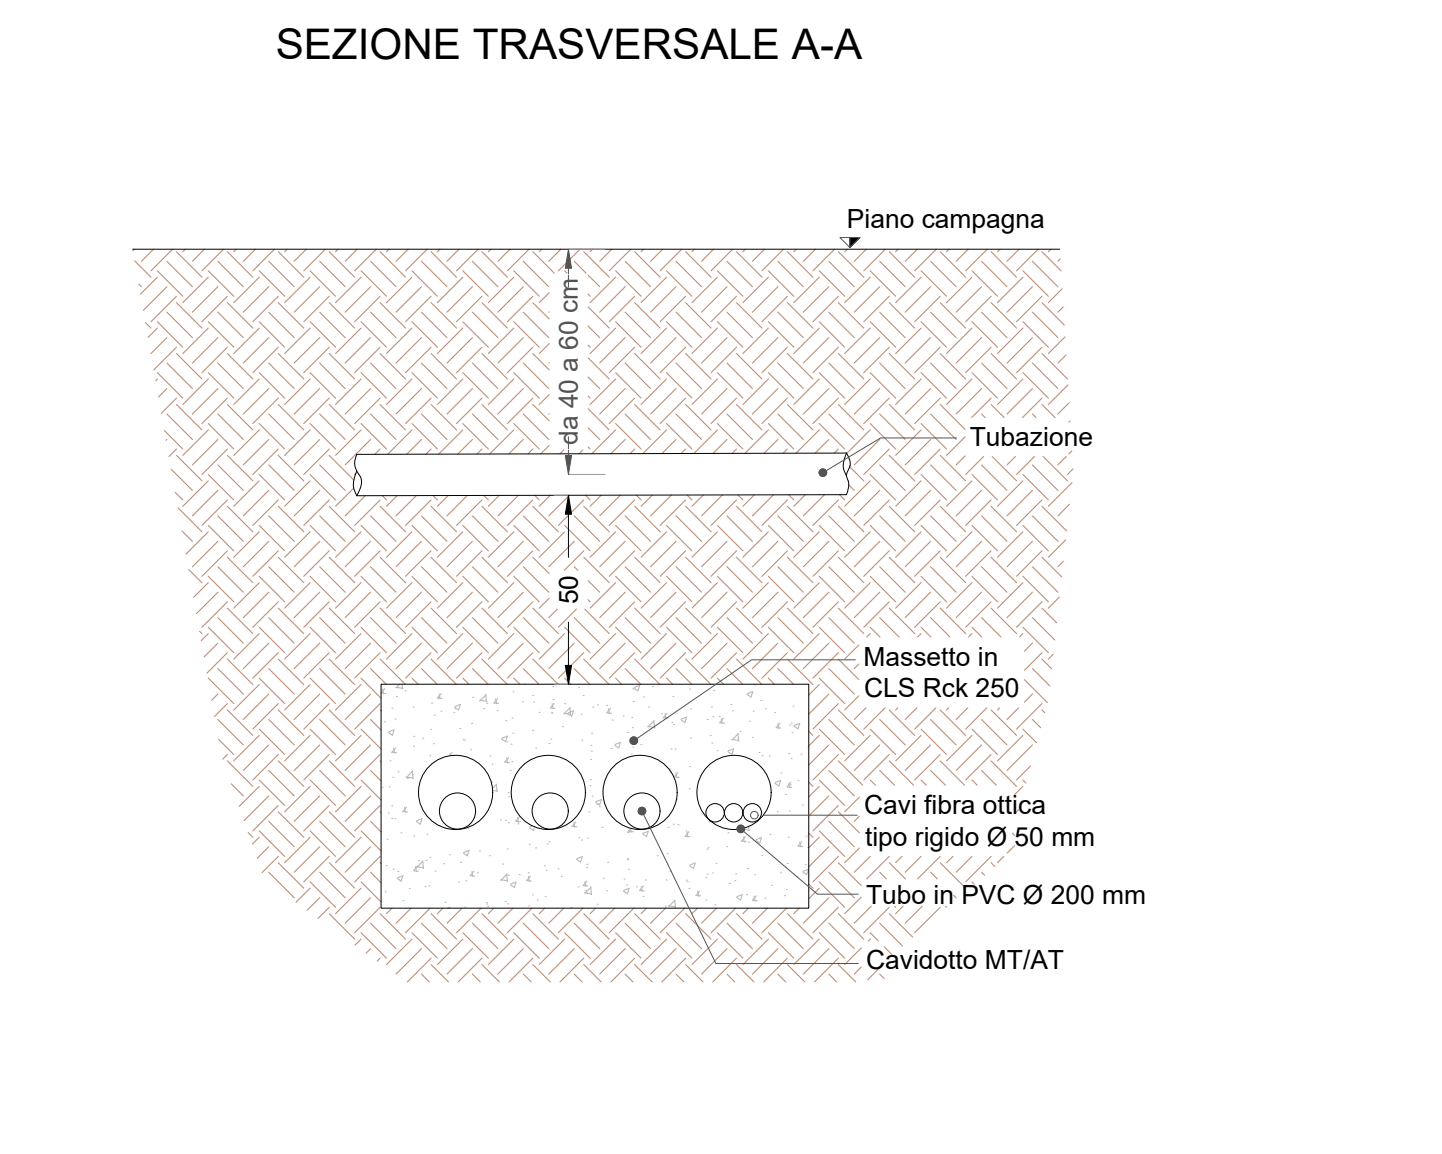 SEZIONE TRASVERSALE A-A
Piano campagna
da 40 a 60 cm
Tubazione
50
Massetto in
CLS Rck 250
Cavi fibra ottica
tipo rigido Ø 50 mm
Tubo in PVC Ø 200 mm
Cavidotto MT/AT